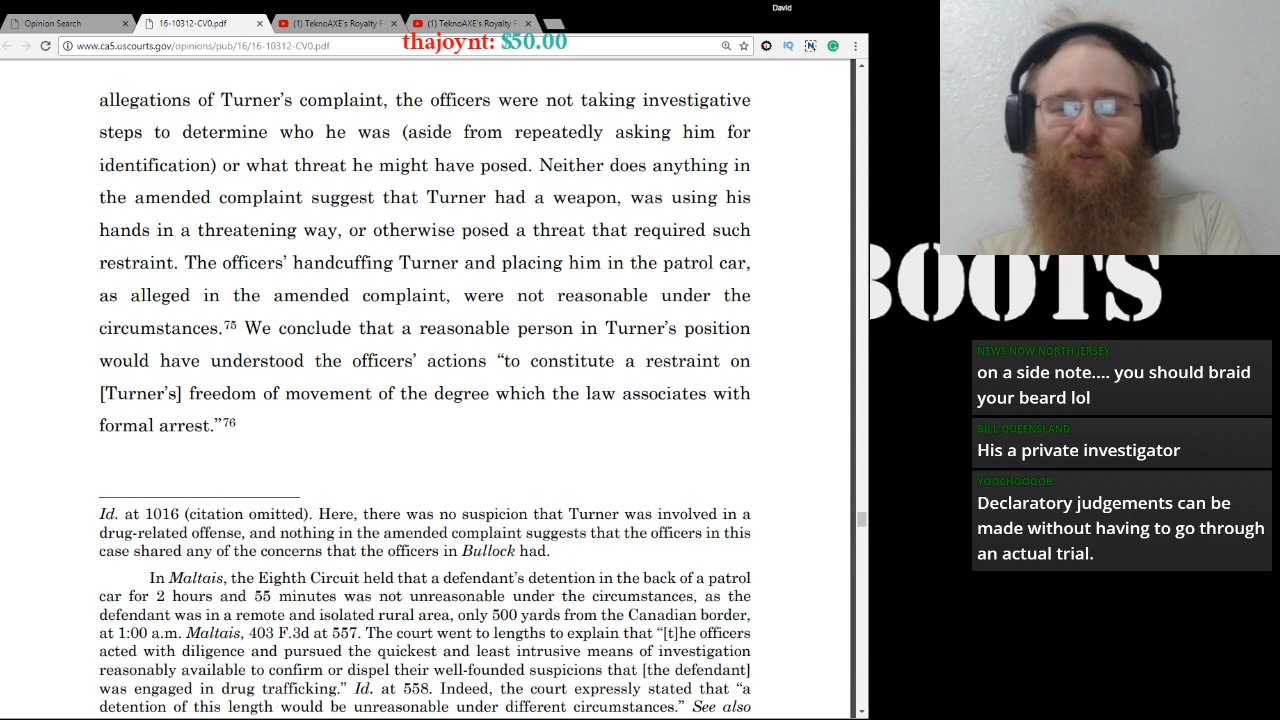 David
Opinion Search
16-10312-CV0.pdf
(1) TeknoAXE's Royalty F
(1) TeknoAXE's Royalty F
www.ca5.uscourts.gov/opinions/pub/16/16-10312-CV0.pdf
thajoynt: $50.00
allegations of Turner’s complaint, the officers were not taking investigative
steps to determine who he was (aside from repeatedly asking him for
identification) or what threat he might have posed. Neither does anything in
the amended complaint suggest that Turner had a weapon, was using his
hands in a threatening way, or otherwise posed a threat that required such
restraint. The officers’ handcuffing Turner and placing him in the patrol car,
as alleged in the amended complaint, were not reasonable under the
circumstances.75 We conclude that a reasonable person in Turner’s position
would have understood the officers’ actions “to constitute a restraint on
[Turner’s] freedom of movement of the degree which the law associates with
formal arrest.”76
Id. at 1016 (citation omitted). Here, there was no suspicion that Turner was involved in a
drug-related offense, and nothing in the amended complaint suggests that the officers in this
case shared any of the concerns that the officers in Bullock had.
In Maltais, the Eighth Circuit held that a defendant’s detention in the back of a patrol
car for 2 hours and 55 minutes was not unreasonable under the circumstances, as the
defendant was in a remote and isolated rural area, only 500 yards from the Canadian border,
at 1:00 a.m. Maltais, 403 F.3d at 557. The court went to lengths to explain that “[t]he officers
acted with diligence and pursued the quickest and least intrusive means of investigation
reasonably available to confirm or dispel their well-founded suspicions that [the defendant]
was engaged in drug trafficking.” Id. at 558. Indeed, the court expressly stated that “a
detention of this length would be unreasonable under different circumstances.” See also
BOOTS
NEWS NOW NORTH JERSEY
on a side note.... you should braid
your beard lol
BILL QUEENSLAND
His a private investigator
YOOCHOOOOB
Declaratory judgements can be
made without having to go through
an actual trial.